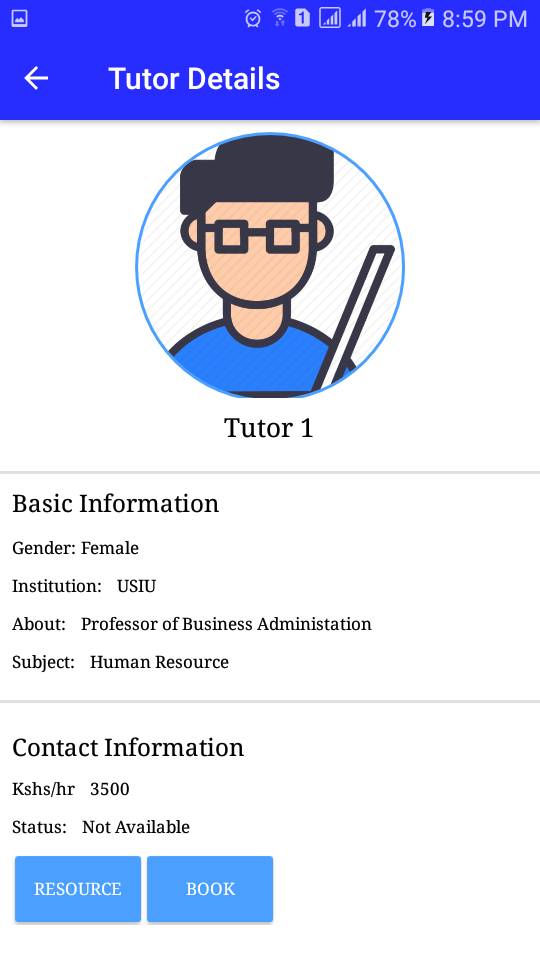 1 78% 8:59 PM
Tutor Details
Tutor 1
Basic Information
Gender: Female
Institution: USIU
About: Professor of Business Administation
Subject: Human Resource
Contact Information
Kshs/hr 3500
Status: Not Available
RESOURCE BOOK